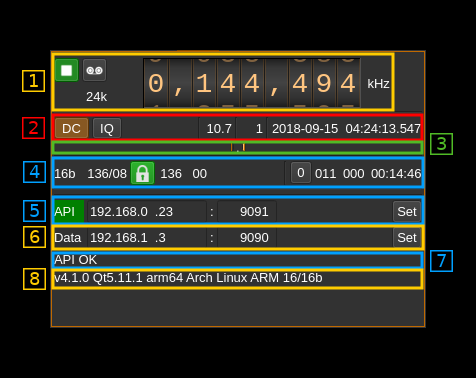 1
0,144,494 kHz
24k
2 DC IQ 10.7 1 2018-09-15 04:24:13.547
3
4 16b 136/08 136 00 0 011 000 00:14:46
5 API 192.168.0 .23 : 9091 Set
6 Data 192.168.1 .3 : 9090 Set
API OK 7
8 v4.1.0 Qt5.11.1 arm64 Arch Linux ARM 16/16b